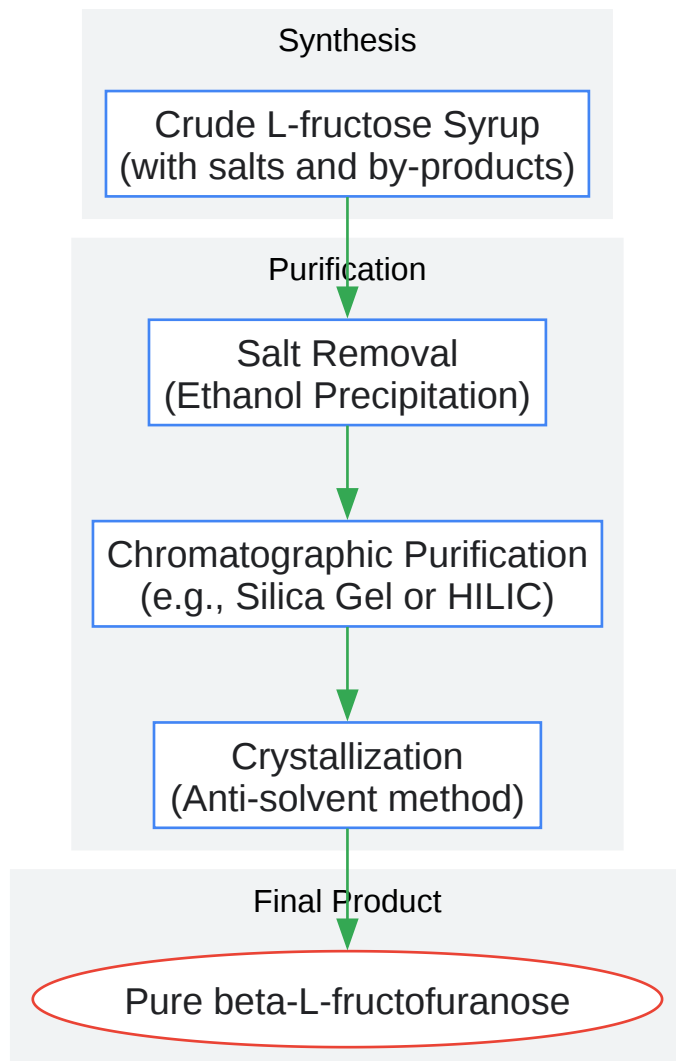 Synthesis
Crude L-fructose Syrup
(with salts and by-products)
Purification
Salt Removal
(Ethanol Precipitation)
Chromatographic Purification
(e.g., Silica Gel or HILIC)
Crystallization
(Anti-solvent method)
Final Product
Pure beta-L-fructofuranose